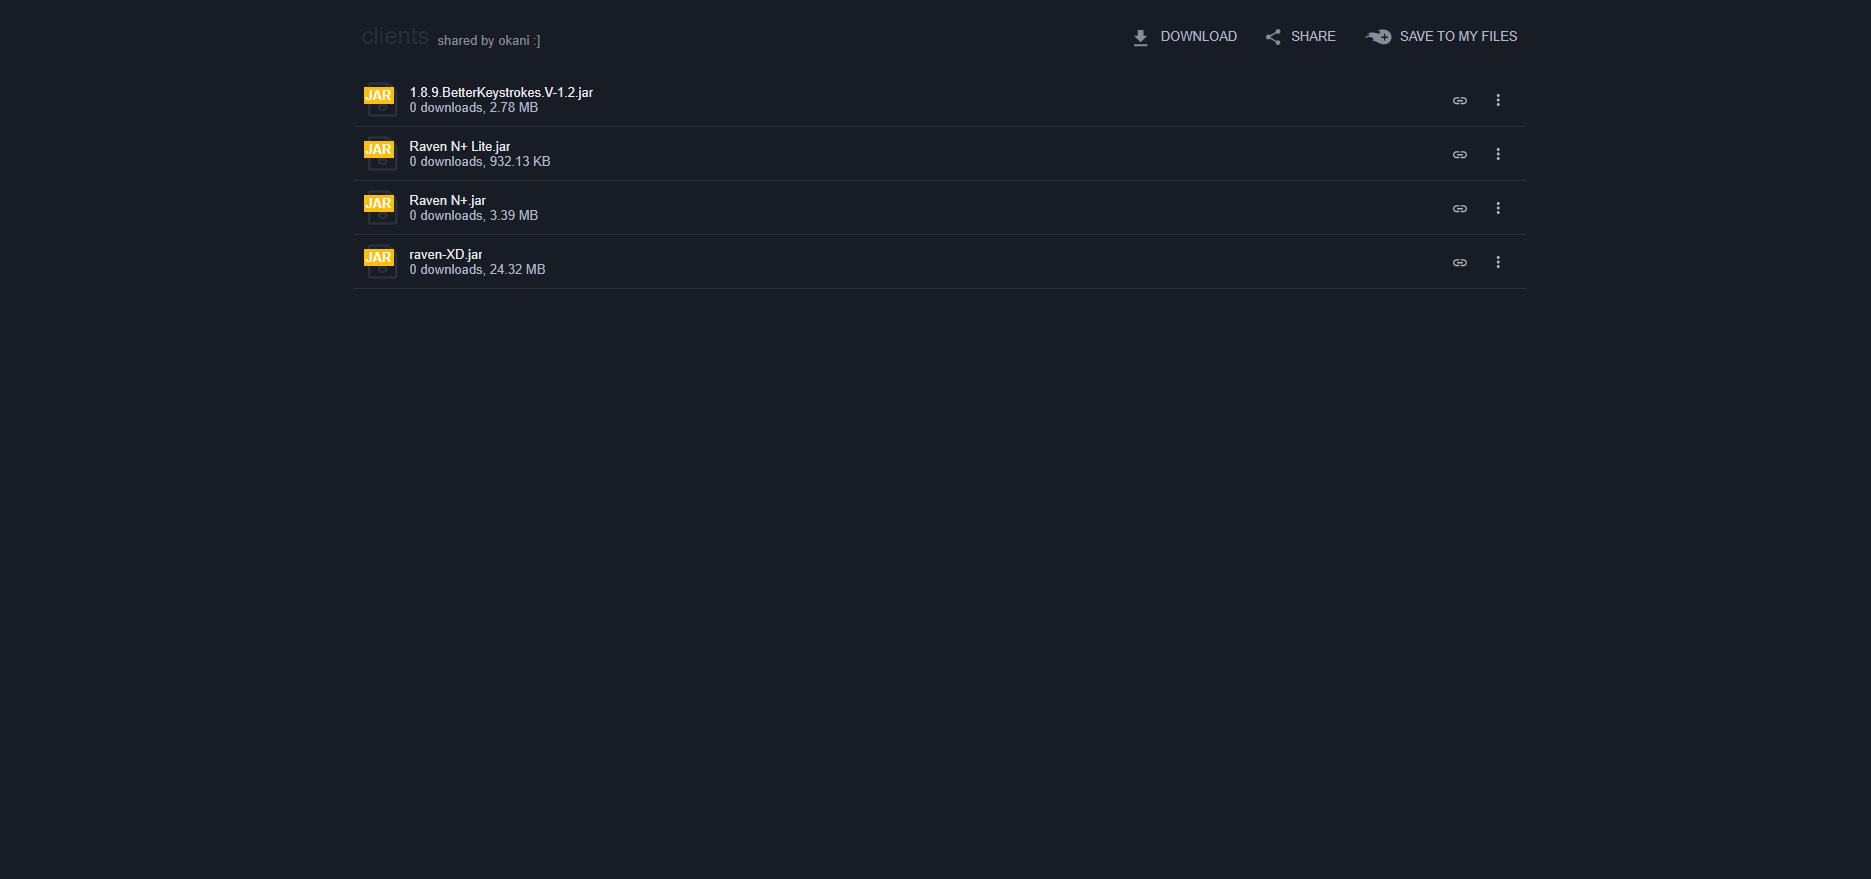 clients shared by okani :]
DOWNLOAD SHARE SAVE TO MY FILES
JAR
1.8.9.BetterKeystrokes.V-1.2.jar
0 downloads, 2.78 MB
JAR
Raven N+ Lite.jar
0 downloads, 932.13 KB
JAR
Raven N+.jar
0 downloads, 3.39 MB
JAR
raven-XD.jar
0 downloads, 24.32 MB